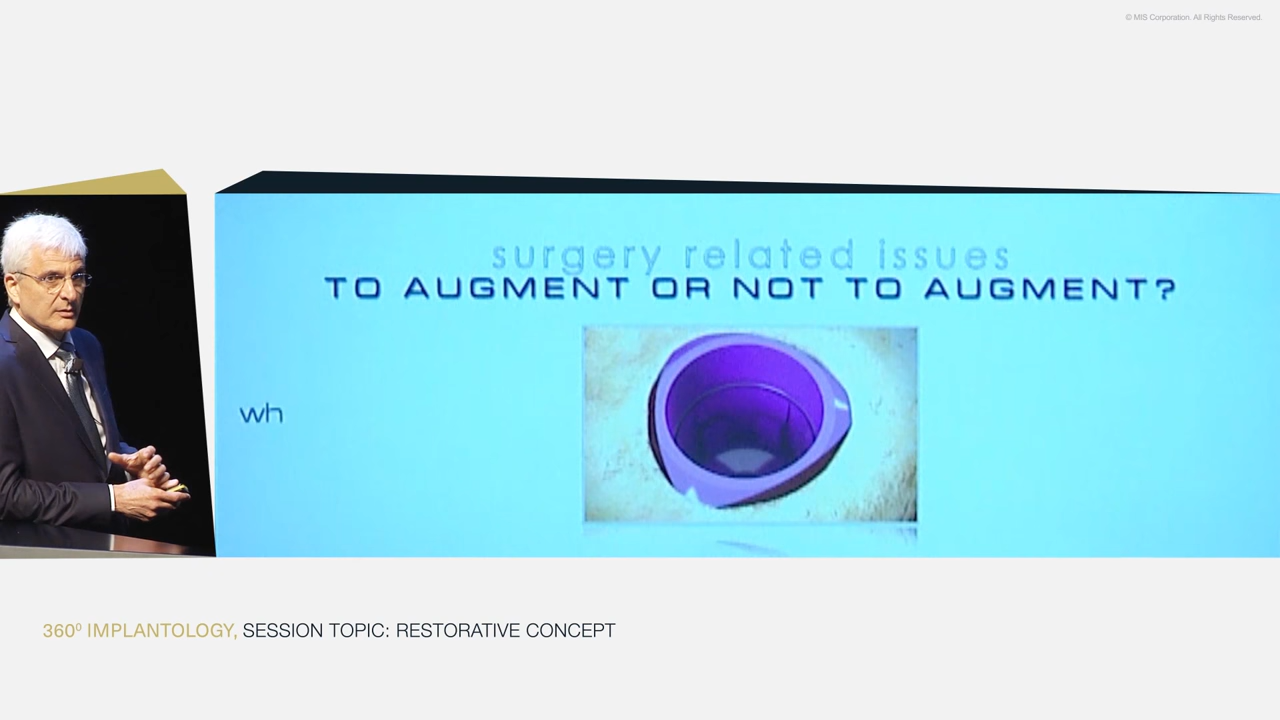 © MIS Corporation. All Rights Reserved.
surgery related issues
TO AUGMENT OR NOT TO AUGMENT?
wh
360⁰ IMPLANTOLOGY, SESSION TOPIC: RESTORATIVE CONCEPT